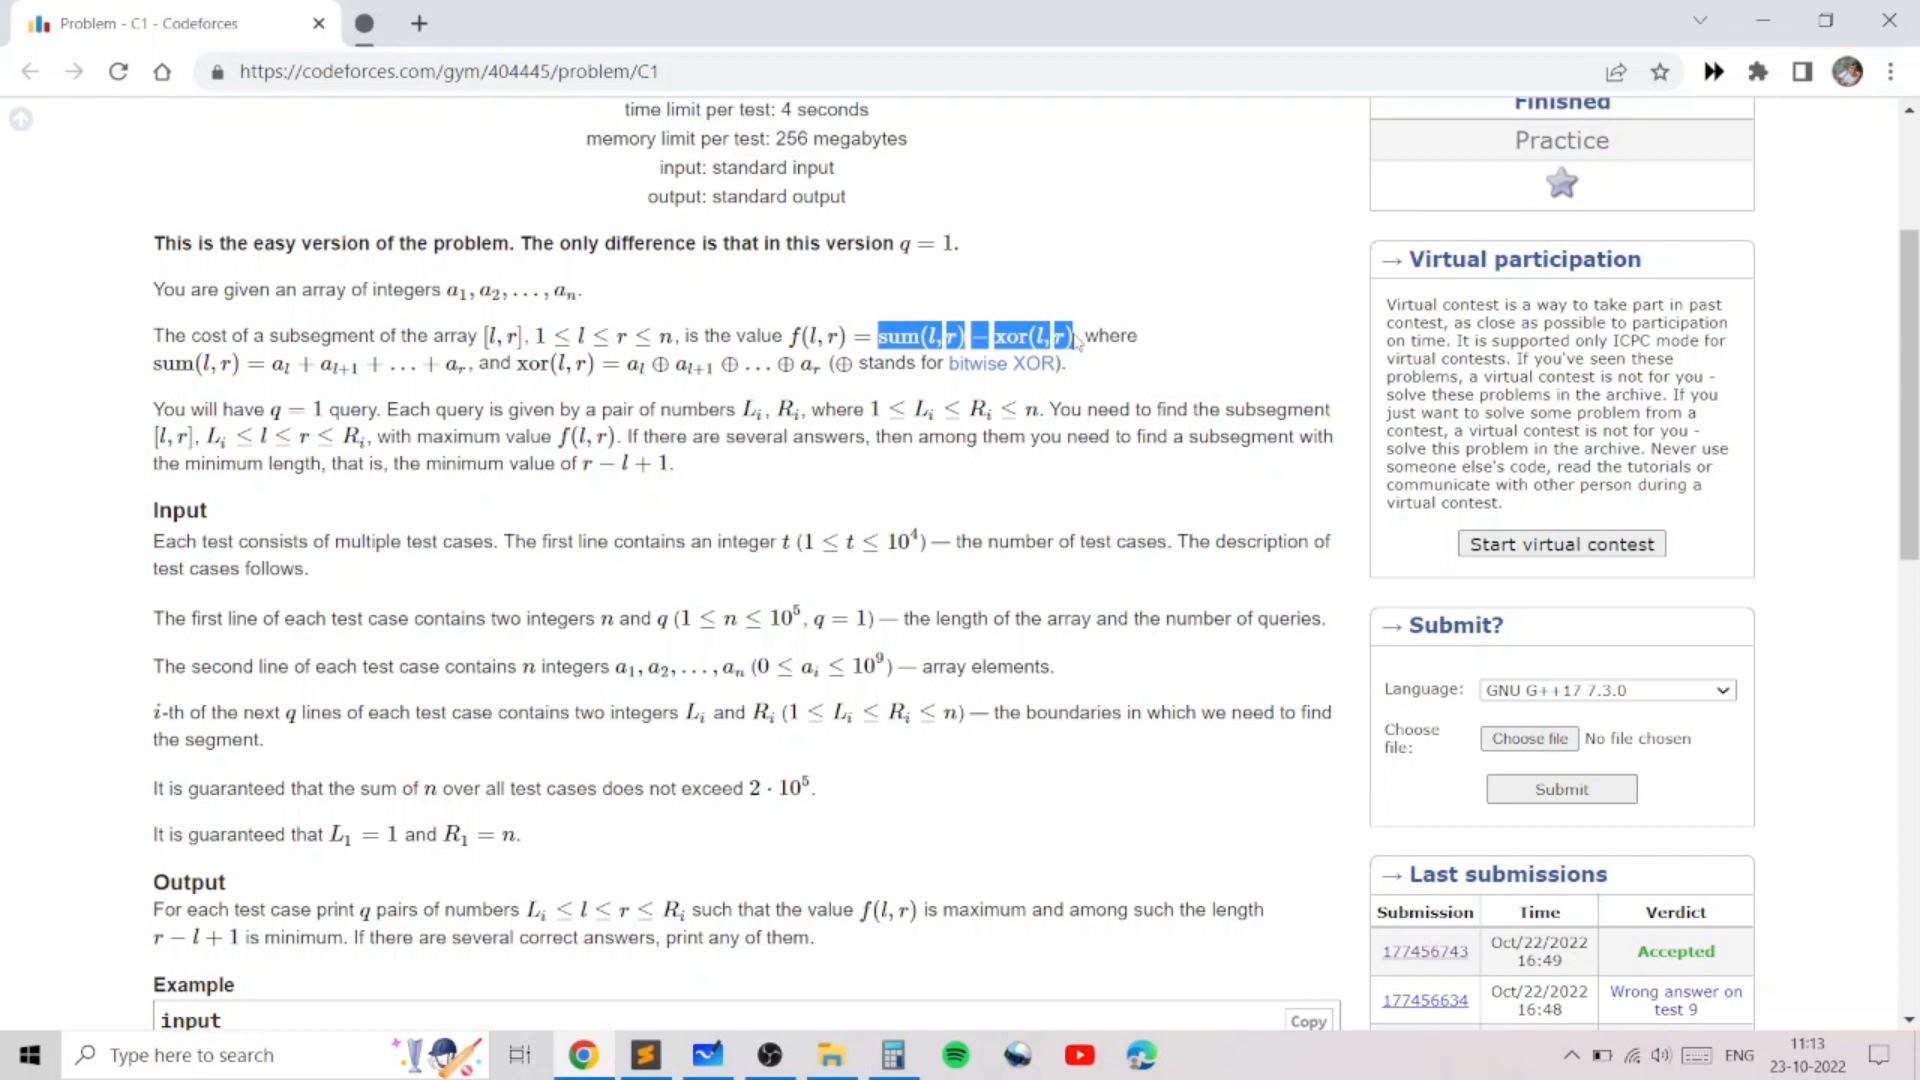 Problem - C1 - Codeforces
https://codeforces.com/gym/404445/problem/C1
time limit per test: 4 seconds
memory limit per test: 256 megabytes
input: standard input
output: standard output
This is the easy version of the problem. The only difference is that in this version q = 1.
You are given an array of integers a₁, a₂, . . . , aₙ.
The cost of a subsegment of the array [l, r], 1 ≤ l ≤ r ≤ n, is the value f(l, r) = sum(l, r) − xor(l, r), where
sum(l, r) = aₗ + aₗ₊₁ + . . . + aᵣ, and xor(l, r) = aₗ ⊕ aₗ₊₁ ⊕ . . . ⊕ aᵣ (⊕ stands for bitwise XOR).
You will have q = 1 query. Each query is given by a pair of numbers Lᵢ, Rᵢ, where 1 ≤ Lᵢ ≤ Rᵢ ≤ n. You need to find the subsegment
[l, r], Lᵢ ≤ l ≤ r ≤ Rᵢ, with maximum value f(l, r). If there are several answers, then among them you need to find a subsegment with
the minimum length, that is, the minimum value of r − l + 1.
Input
Each test consists of multiple test cases. The first line contains an integer t (1 ≤ t ≤ 10⁴) — the number of test cases. The description of
test cases follows.
The first line of each test case contains two integers n and q (1 ≤ n ≤ 10⁵, q = 1) — the length of the array and the number of queries.
The second line of each test case contains n integers a₁, a₂, . . . , aₙ (0 ≤ aᵢ ≤ 10⁹) — array elements.
i-th of the next q lines of each test case contains two integers Lᵢ and Rᵢ (1 ≤ Lᵢ ≤ Rᵢ ≤ n) — the boundaries in which we need to find
the segment.
It is guaranteed that the sum of n over all test cases does not exceed 2 · 10⁵.
It is guaranteed that L₁ = 1 and R₁ = n.
Output
For each test case print q pairs of numbers Lᵢ ≤ l ≤ r ≤ Rᵢ such that the value f(l, r) is maximum and among such the length
r − l + 1 is minimum. If there are several correct answers, print any of them.
Example
input
Copy
Finished
Practice
→ Virtual participation
Virtual contest is a way to take part in past
contest, as close as possible to participation
on time. It is supported only ICPC mode for
virtual contests. If you've seen these
problems, a virtual contest is not for you -
solve these problems in the archive. If you
just want to solve some problem from a
contest, a virtual contest is not for you -
solve this problem in the archive. Never use
someone else's code, read the tutorials or
communicate with other person during a
virtual contest.
Start virtual contest
→ Submit?
Language: GNU G++17 7.3.0
Choose
file: Choose file No file chosen
Submit
→ Last submissions
Submission Time Verdict
177456743 Oct/22/2022 16:49 Accepted
177456634 Oct/22/2022 16:48 Wrong answer on test 9
Type here to search
ENG
11:13
23-10-2022